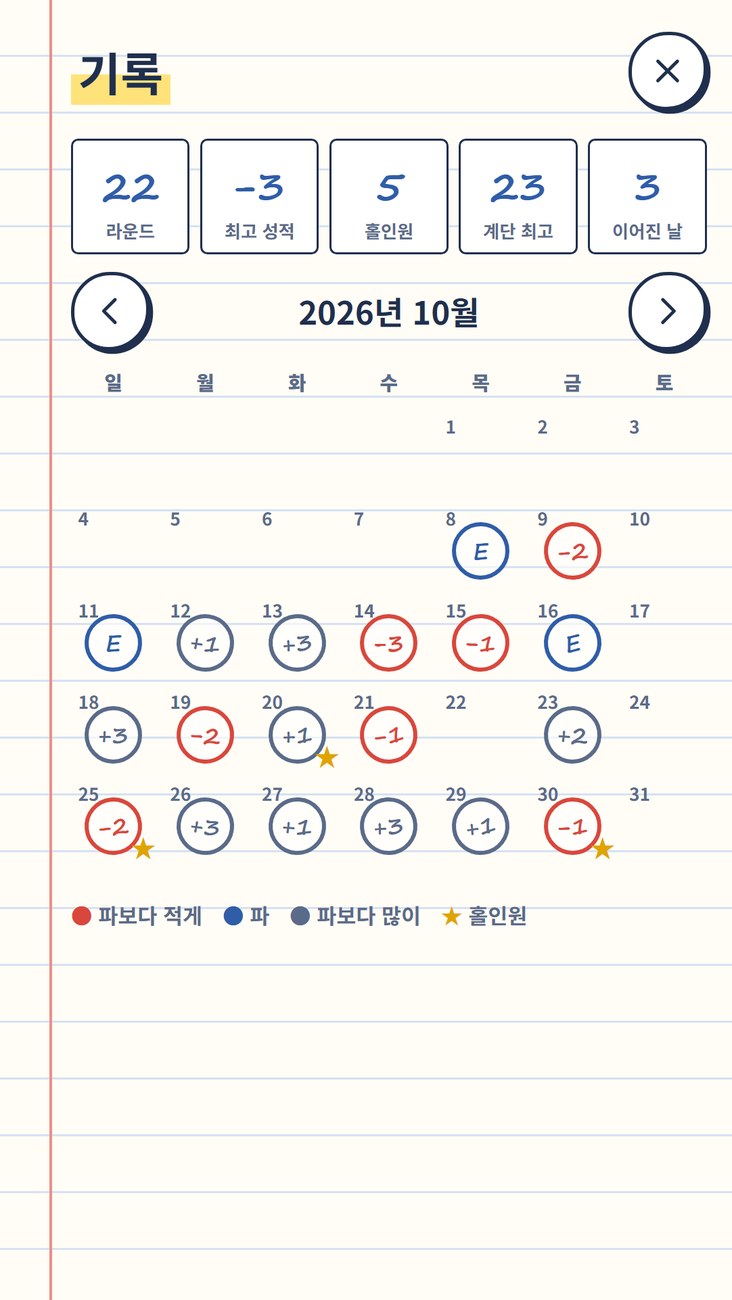 기록
22 -3 5 23 3
라운드 최고 성적 홀인원 계단 최고 이어진 날
2026년 10월
일 월 화 수 목 금 토
1 2 3
4 5 6 7 8 9 10
E -2
11 12 13 14 15 16 17
E +1 +3 -3 -1 E
18 19 20 21 22 23 24
+3 -2 +1 -1 +2
25 26 27 28 29 30 31
-2 +3 +1 +3 +1 -1
파보다 적게 파 파보다 많이 홀인원